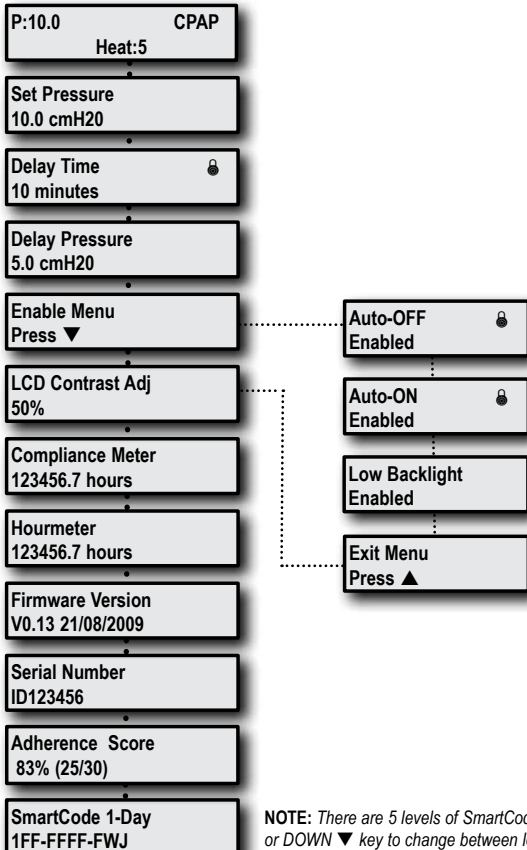 P:10.0 CPAP
Heat:5
Set Pressure
10.0 cmH20
Delay Time
10 minutes
Delay Pressure
5.0 cmH20
Enable Menu
Press ▼
LCD Contrast Adj
50%
Compliance Meter
123456.7 hours
Hourmeter
123456.7 hours
Firmware Version
V0.13 21/08/2009
Serial Number
ID123456
Adherence Score
83% (25/30)
SmartCode 1-Day
1FF-FFFF-FWJ
Auto-OFF
Enabled
Auto-ON
Enabled
Low Backlight
Enabled
Exit Menu
Press ▲
NOTE: There are 5 levels of SmartCod
or DOWN ▼ key to change between l